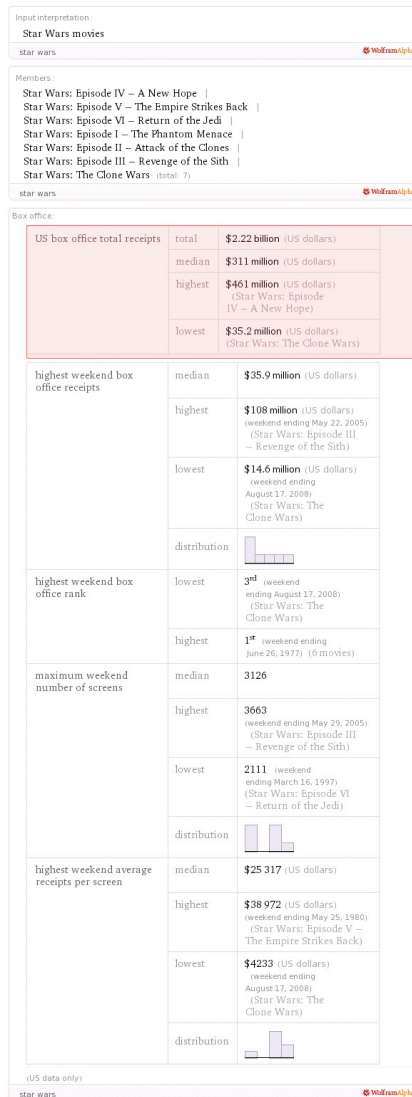 Input interpretation:
Star Wars movies
star wars
WolframAlpha
Members:
Star Wars: Episode IV – A New Hope |
Star Wars: Episode V – The Empire Strikes Back |
Star Wars: Episode VI – Return of the Jedi |
Star Wars: Episode I – The Phantom Menace |
Star Wars: Episode II – Attack of the Clones |
Star Wars: Episode III – Revenge of the Sith |
Star Wars: The Clone Wars (total: 7)
star wars
WolframAlpha
Box office:
US box office total receipts
total
$2.22 billion (US dollars)
median
$311 million (US dollars)
highest
$461 million (US dollars)
(Star Wars: Episode
IV – A New Hope)
lowest
$35.2 million (US dollars)
(Star Wars: The Clone Wars)
highest weekend box
office receipts
median
$35.9 million (US dollars)
highest
$108 million (US dollars)
(weekend ending May 22, 2005)
(Star Wars: Episode III
– Revenge of the Sith)
lowest
$14.6 million (US dollars)
(weekend ending
August 17, 2008)
(Star Wars: The
Clone Wars)
distribution
highest weekend box
office rank
lowest
3rd (weekend
ending August 17, 2008)
(Star Wars: The
Clone Wars)
highest
1st (weekend ending
June 26, 1977) (6 movies)
maximum weekend
number of screens
median
3126
highest
3663
(weekend ending May 29, 2005)
(Star Wars: Episode III
– Revenge of the Sith)
lowest
2111 (weekend
ending March 16, 1997)
(Star Wars: Episode VI
– Return of the Jedi)
distribution
highest weekend average
receipts per screen
median
$25 317 (US dollars)
highest
$38 972 (US dollars)
(weekend ending May 25, 1980)
(Star Wars: Episode V –
The Empire Strikes Back)
lowest
$4233 (US dollars)
(weekend ending
August 17, 2008)
(Star Wars: The
Clone Wars)
distribution
(US data only)
star wars
WolframAlpha